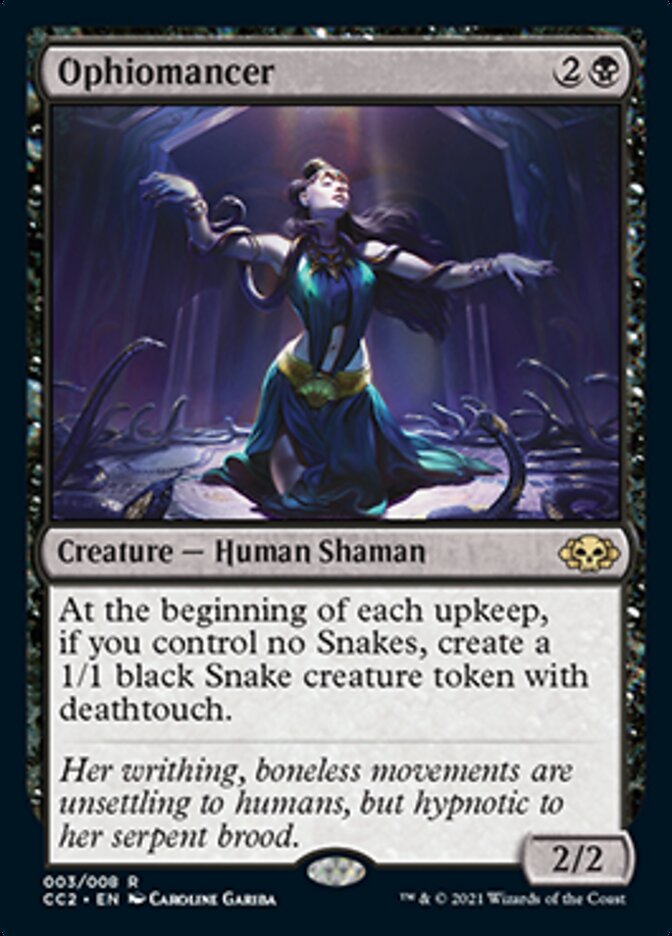 Ophiomancer 2
Creature — Human Shaman
At the beginning of each upkeep,
if you control no Snakes, create a
1/1 black Snake creature token with
deathtouch.
Her writhing, boneless movements are
unsettling to humans, but hypnotic to
her serpent brood.
2/2
003/008 R
CC2 • EN Caroline Gariba
™ & © 2021 Wizards of the Coast